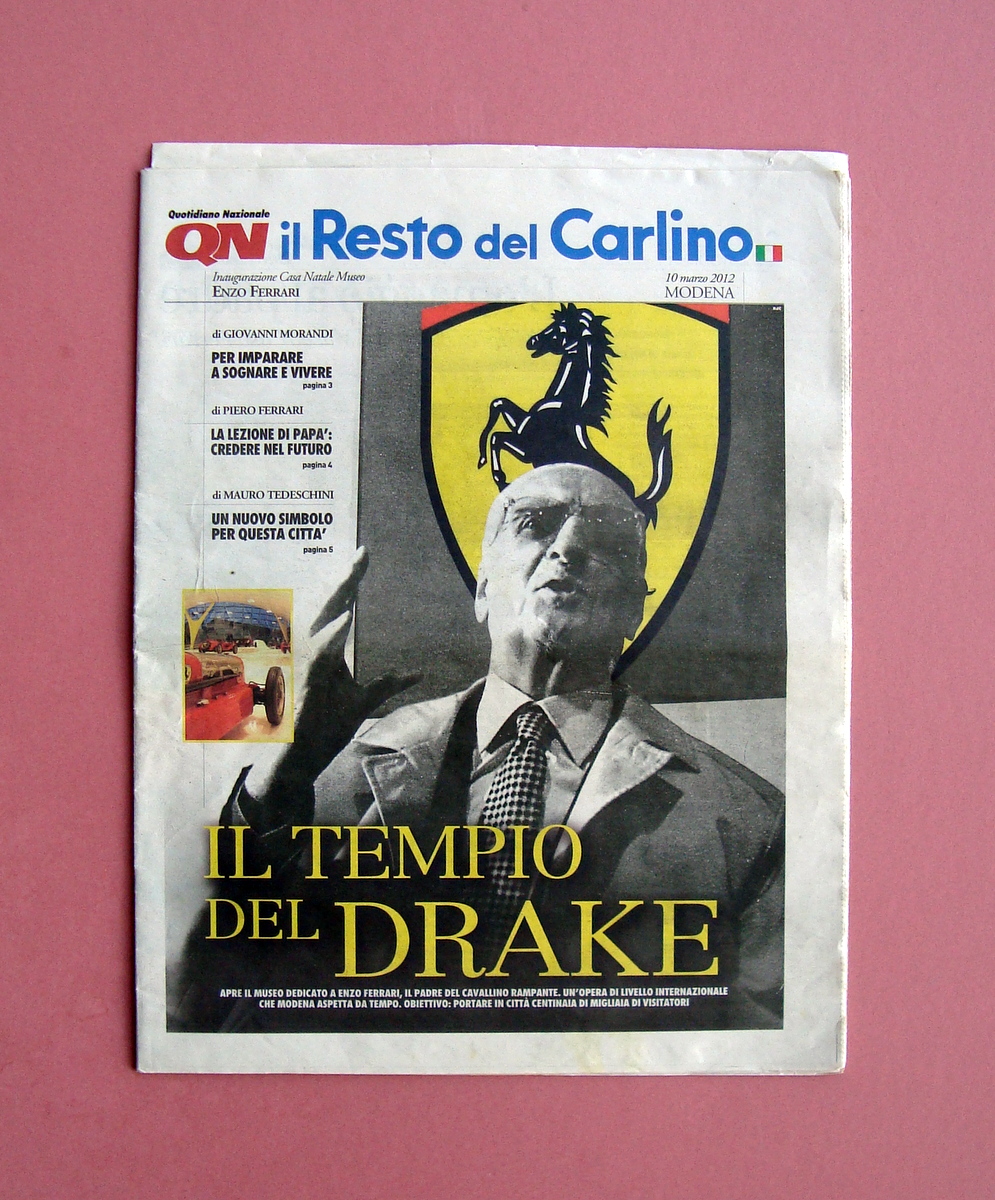 Quotidiano Nazionale
QN il Resto del Carlino
Inaugurazione Casa Natale Museo
ENZO FERRARI
10 marzo 2012
MODENA
di GIOVANNI MORANDI
PER IMPARARE
A SOGNARE E VIVERE
pagina 3
di PIERO FERRARI
LA LEZIONE DI PAPA':
CREDERE NEL FUTURO
pagina 4
di MAURO TEDESCHINI
UN NUOVO SIMBOLO
PER QUESTA CITTA'
pagina 5
IL TEMPIO
DEL DRAKE
APRE IL MUSEO DEDICATO A ENZO FERRARI, IL PADRE DEL CAVALLINO RAMPANTE. UN'OPERA DI LIVELLO INTERNAZIONALE
CHE MODENA ASPETTA DA TEMPO. OBIETTIVO: PORTARE IN CITTÀ CENTINAIA DI MIGLIAIA DI VISITATORI